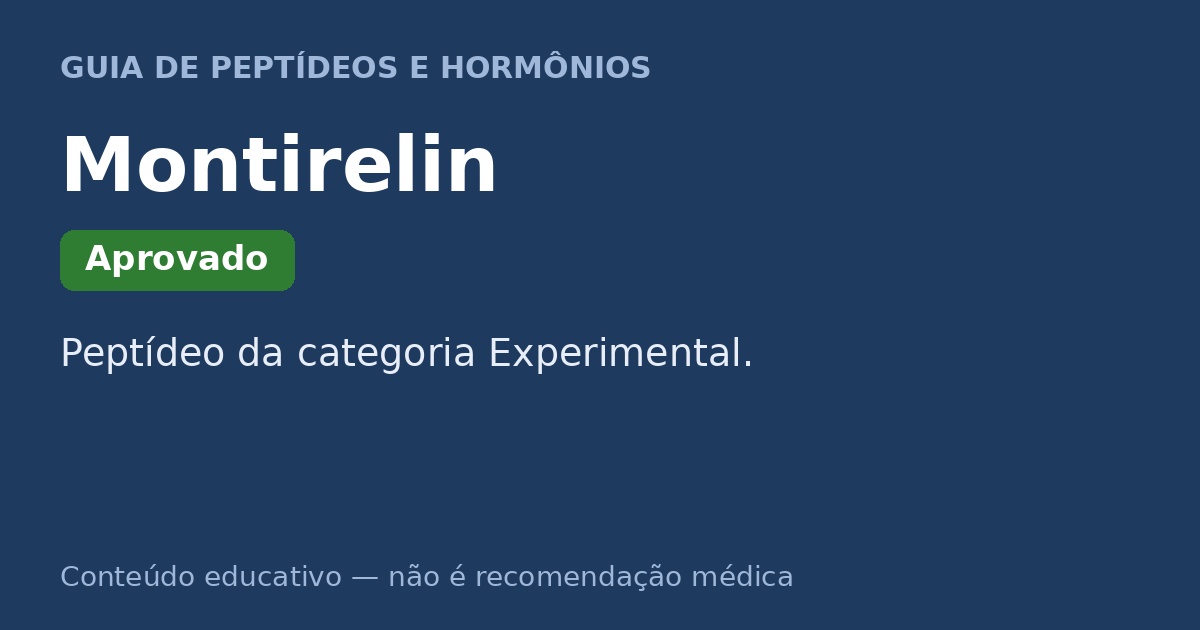 GUIA DE PEPTÍDEOS E HORMÔNIOS
Montirelin
Aprovado
Peptídeo da categoria Experimental.
Conteúdo educativo — não é recomendação médica